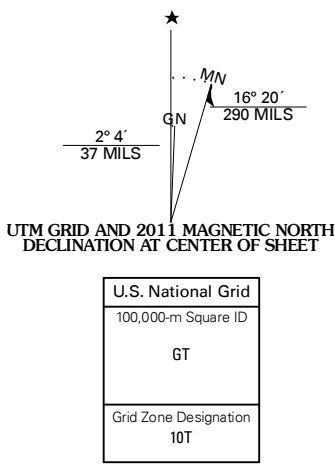 MN
16° 20´
290 MILS
GN
2° 4´
37 MILS
UTM GRID AND 2011 MAGNETIC NORTH
DECLINATION AT CENTER OF SHEET
U.S. National Grid
100,000-m Square ID
GT
Grid Zone Designation
10T